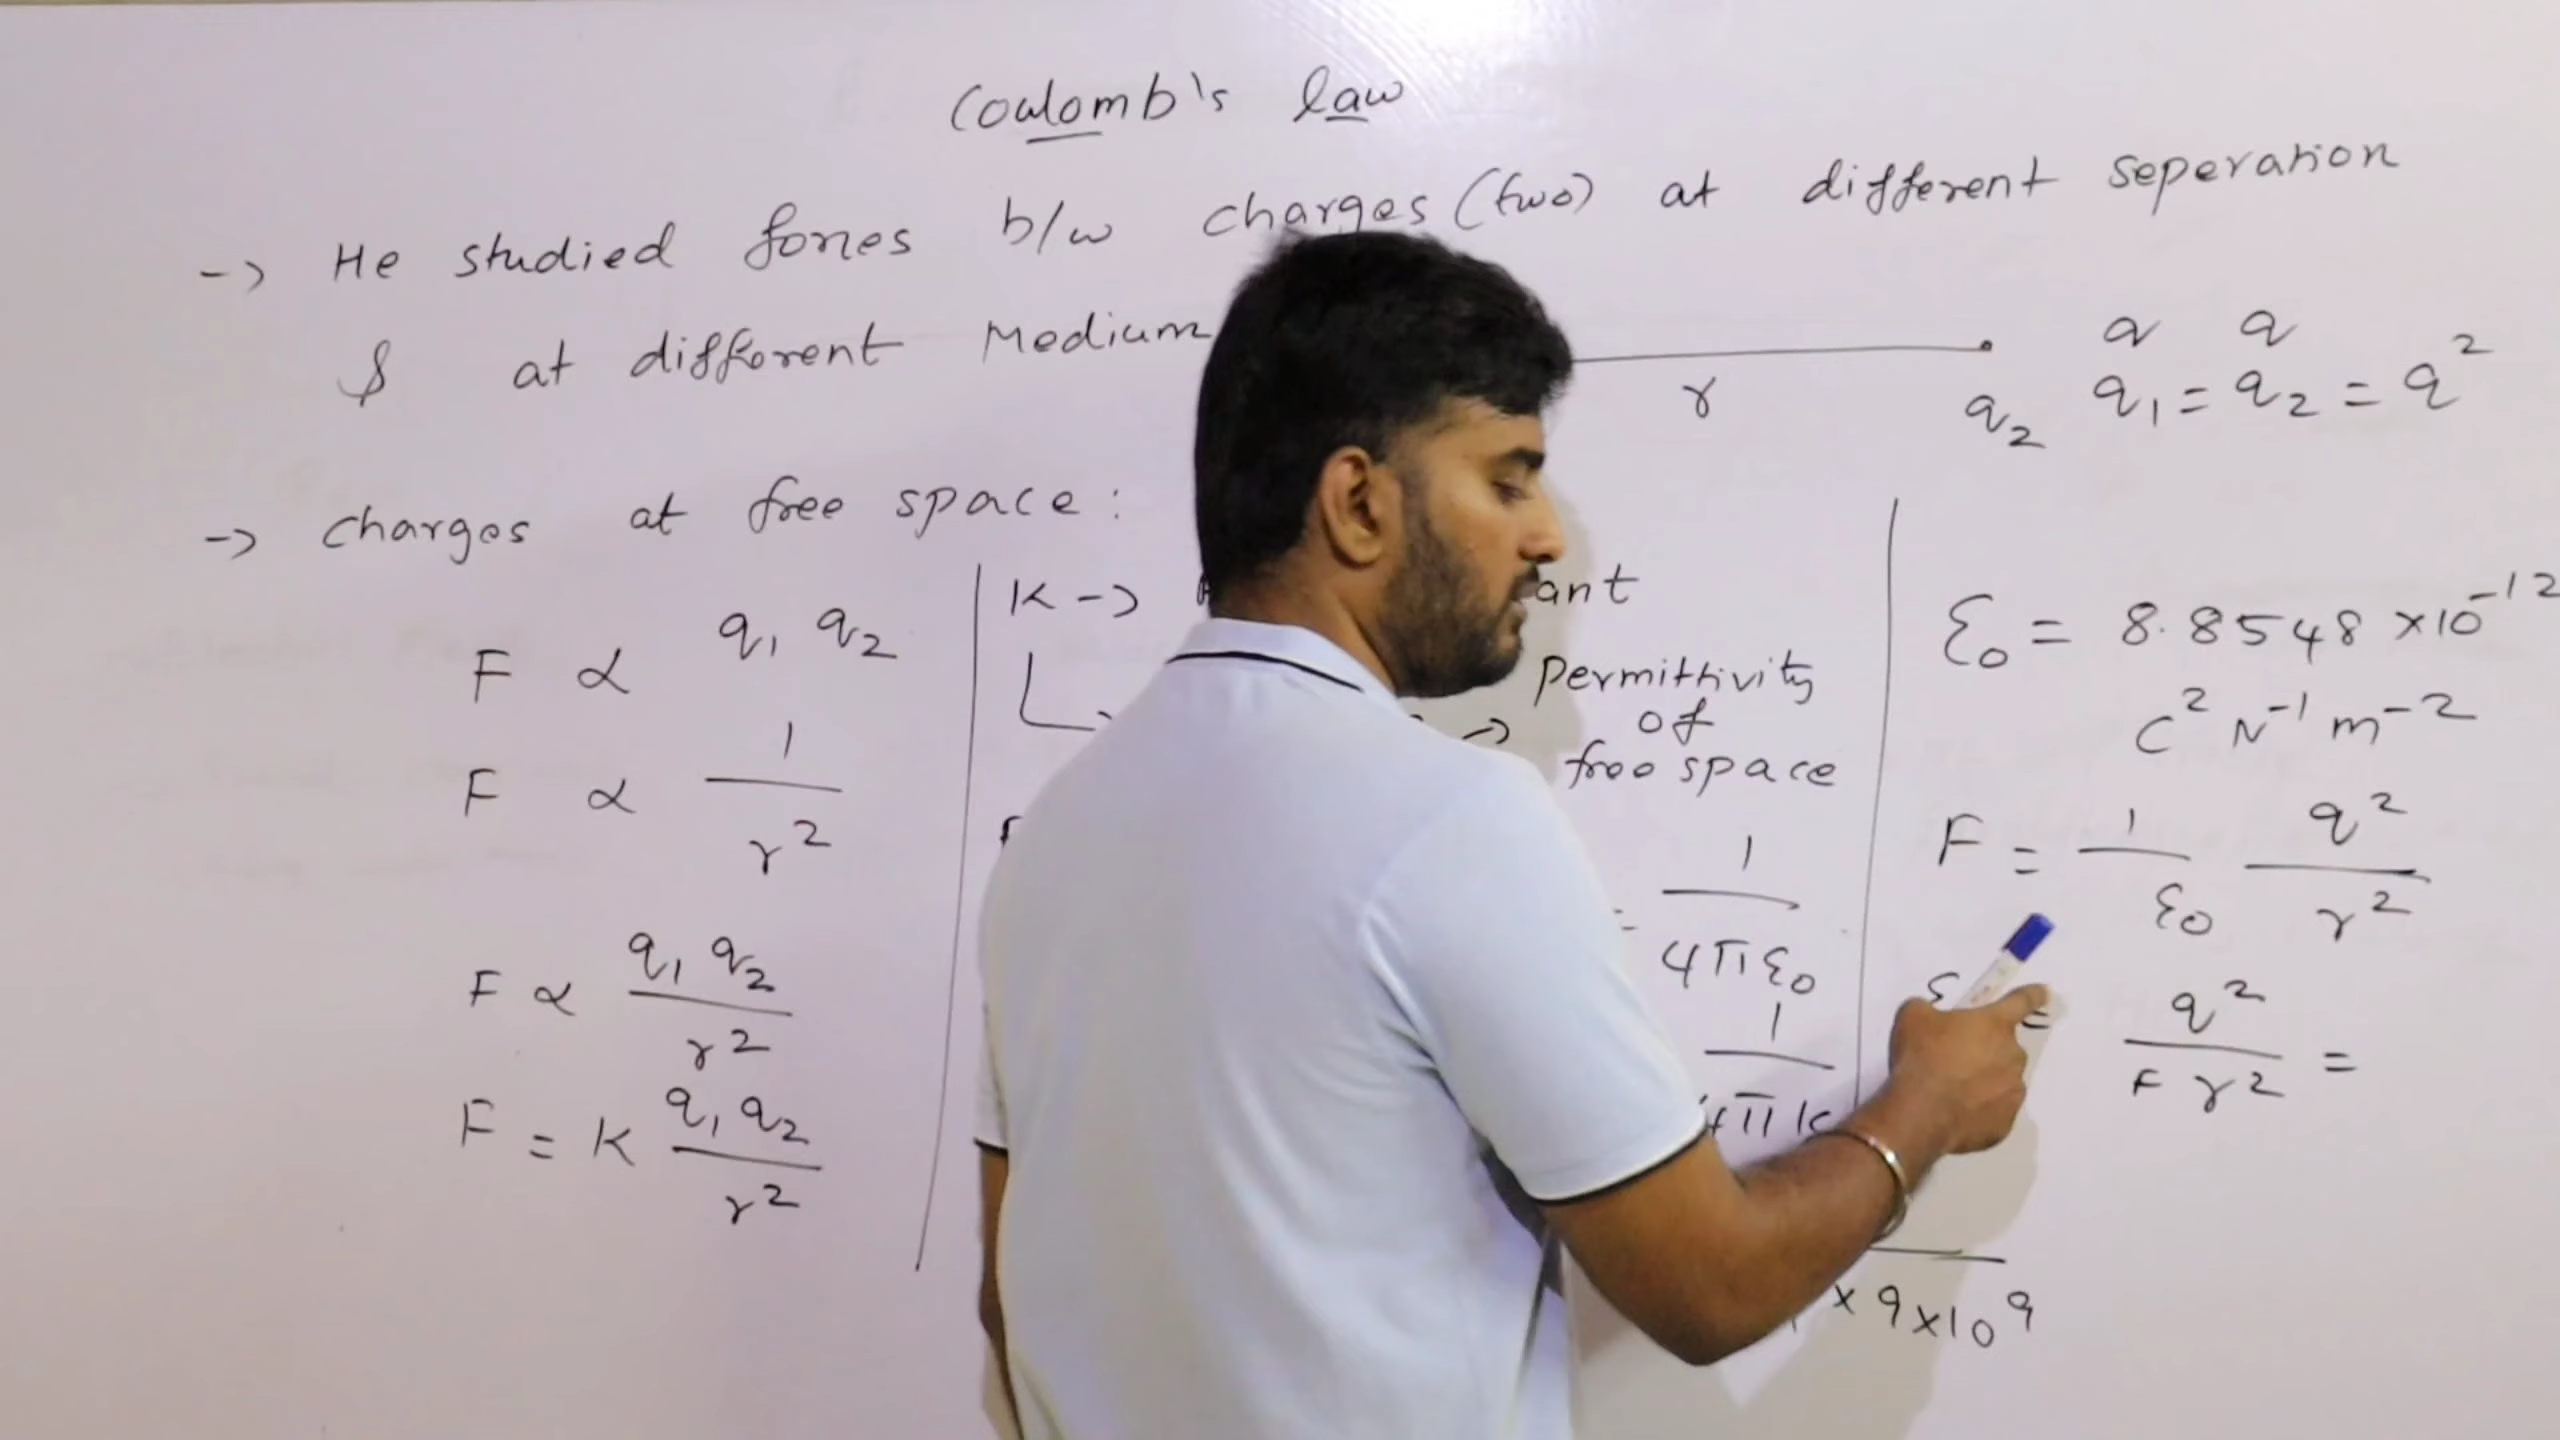 Coulomb's law
-> He studied forces b/w charges (two) at different seperation
& at different Medium
r
q2
q q
q1 = q2 = q²
-> charges at free space :
F ∝ q1 q2
F ∝ 1/r²
F ∝ q1 q2/r²
F = K q1 q2/r²
K ->
-> Permittivity
of
free space
= 1/4πε0
1/4πK
× 9×10⁹
ε0 = 8.8548 ×10⁻¹²
C² N⁻¹ m⁻²
F = 1/ε0 q²/r²
= q²/F r² =